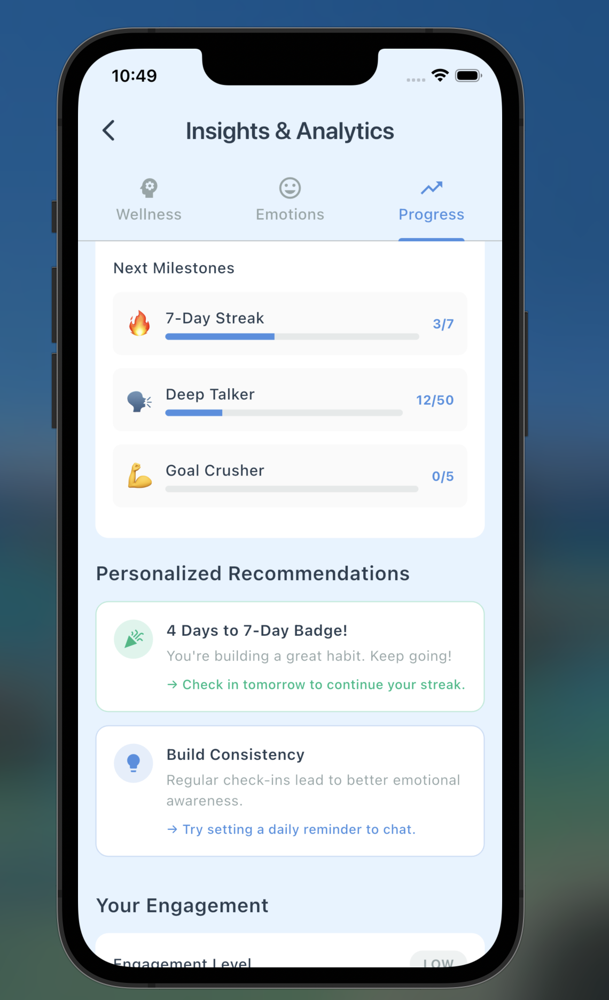 10:49
Insights & Analytics
Wellness
Emotions
Progress
Next Milestones
7-Day Streak
3/7
Deep Talker
12/50
Goal Crusher
0/5
Personalized Recommendations
4 Days to 7-Day Badge!
You're building a great habit. Keep going!
→ Check in tomorrow to continue your streak.
Build Consistency
Regular check-ins lead to better emotional
awareness.
→ Try setting a daily reminder to chat.
Your Engagement
Engagement Level
LOW